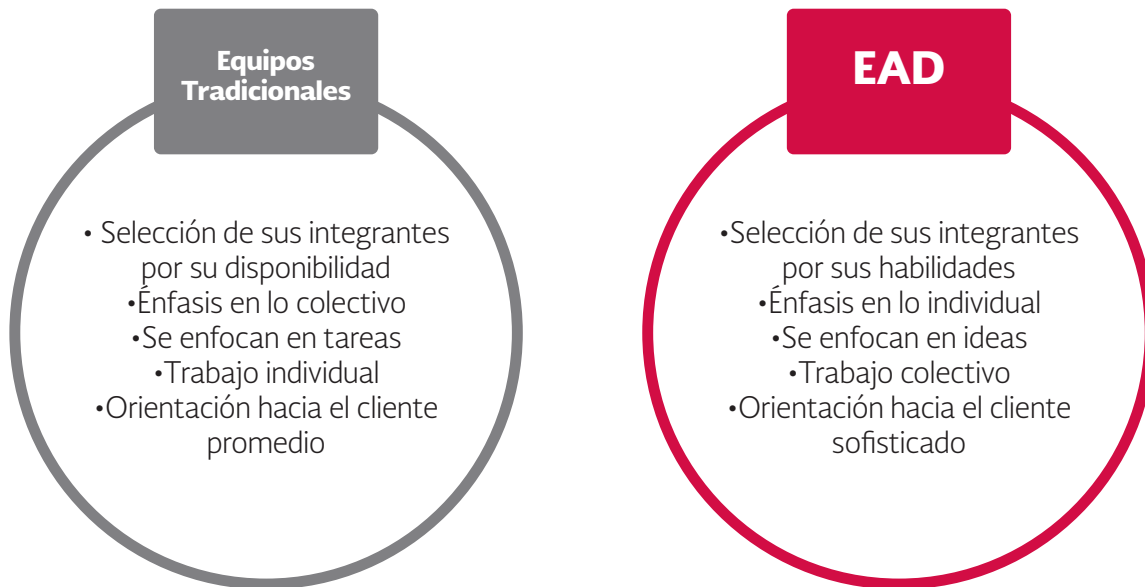 Equipos
Tradicionales
• Selección de sus integrantes
por su disponibilidad
•Énfasis en lo colectivo
•Se enfocan en tareas
•Trabajo individual
•Orientación hacia el cliente
promedio
EAD
•Selección de sus integrantes
por sus habilidades
•Énfasis en lo individual
•Se enfocan en ideas
•Trabajo colectivo
•Orientación hacia el cliente
sofisticado